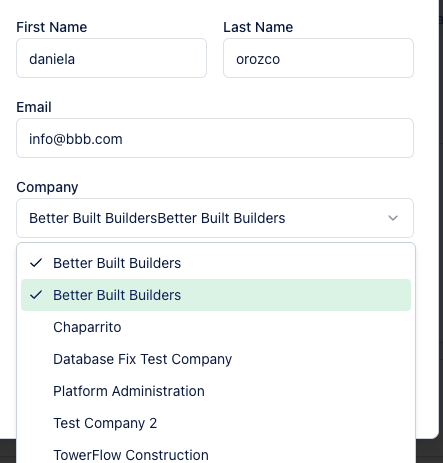 First Name Last Name
daniela orozco
Email
info@bbb.com
Company
Better Built BuildersBetter Built Builders
Better Built Builders
Better Built Builders
Chaparrito
Database Fix Test Company
Platform Administration
Test Company 2
TowerFlow Construction